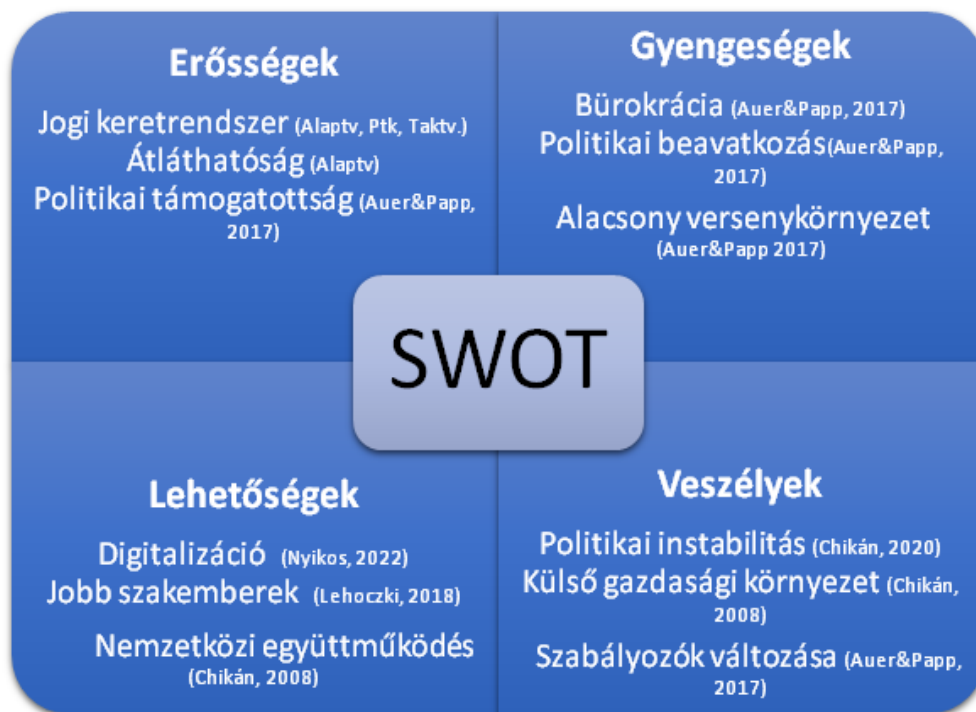 Erősségek
Jogi keretrendszer (Alaptv, Ptk, Taktv.)
Átláthatóság (Alaptv)
Politikai támogatottság (Auer&Papp,
2017)
Gyengeségek
Bürokrácia (Auer&Papp, 2017)
Politikai beavatkozás(Auer&Papp,
2017)
Alacsony versenykörnyezet
(Auer&Papp 2017)
SWOT
Lehetőségek
Digitalizáció (Nyikos, 2022)
Jobb szakemberek (Lehoczki, 2018)
Nemzetközi együttműködés
(Chikán, 2008)
Veszélyek
Politikai instabilitás (Chikán, 2020)
Külső gazdasági környezet (Chikán,
2008)
Szabályozók változása (Auer&Papp,
2017)